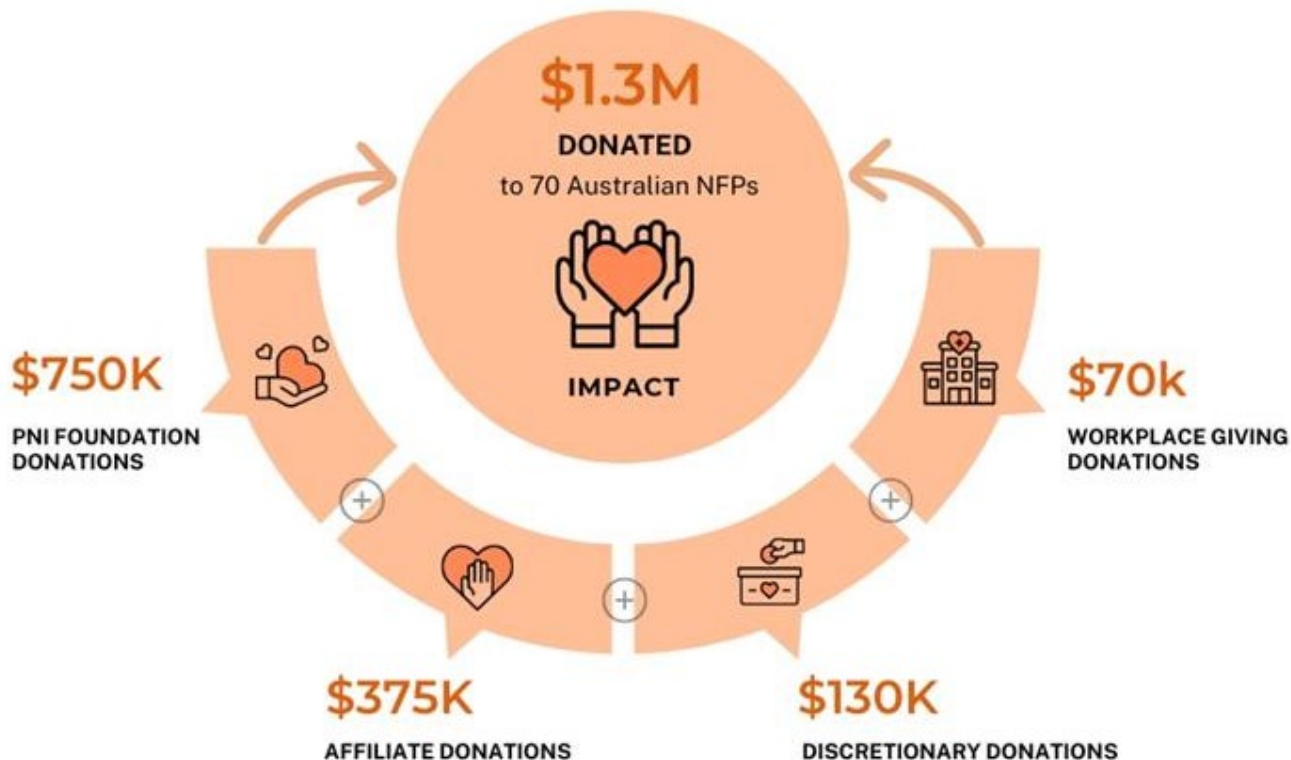 $1.3M
DONATED
to 70 Australian NFPs
IMPACT
$750K
PNI FOUNDATION
DONATIONS
$375K
AFFILIATE DONATIONS
$130K
DISCRETIONARY DONATIONS
$70k
WORKPLACE GIVING
DONATIONS